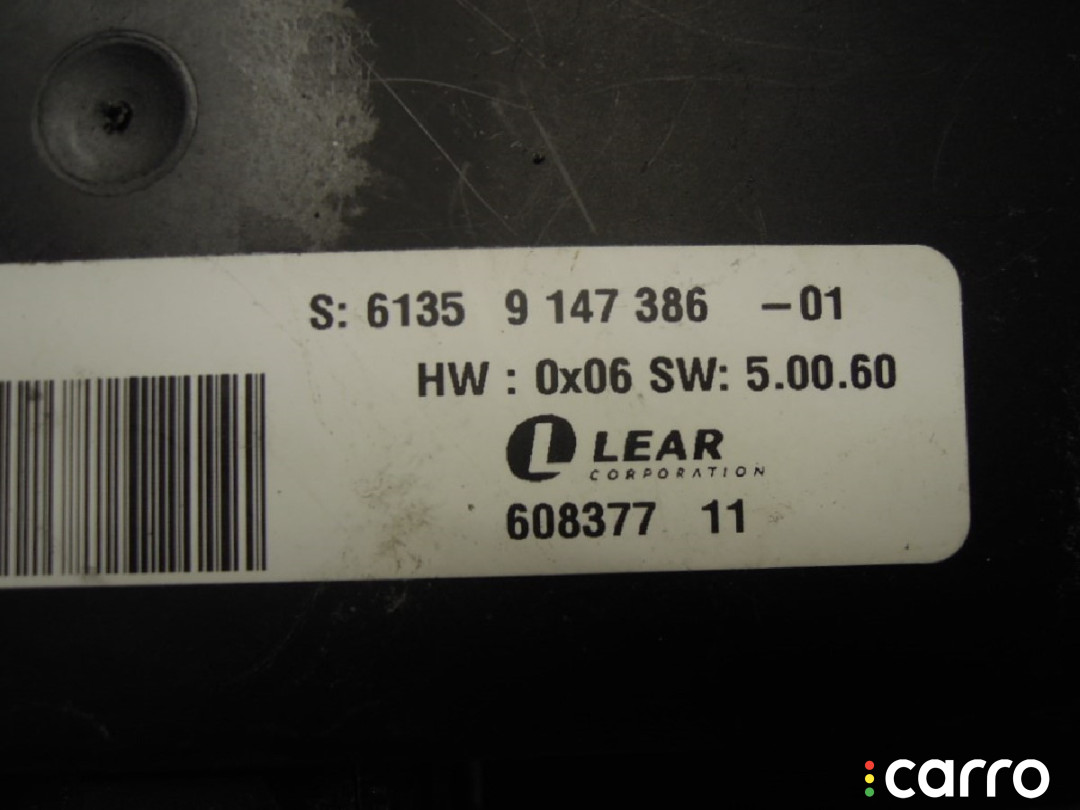 S: 6135 9 147 386 –01
HW : 0x06 SW: 5.00.60
L LEAR
CORPORATION
608377 11
carro